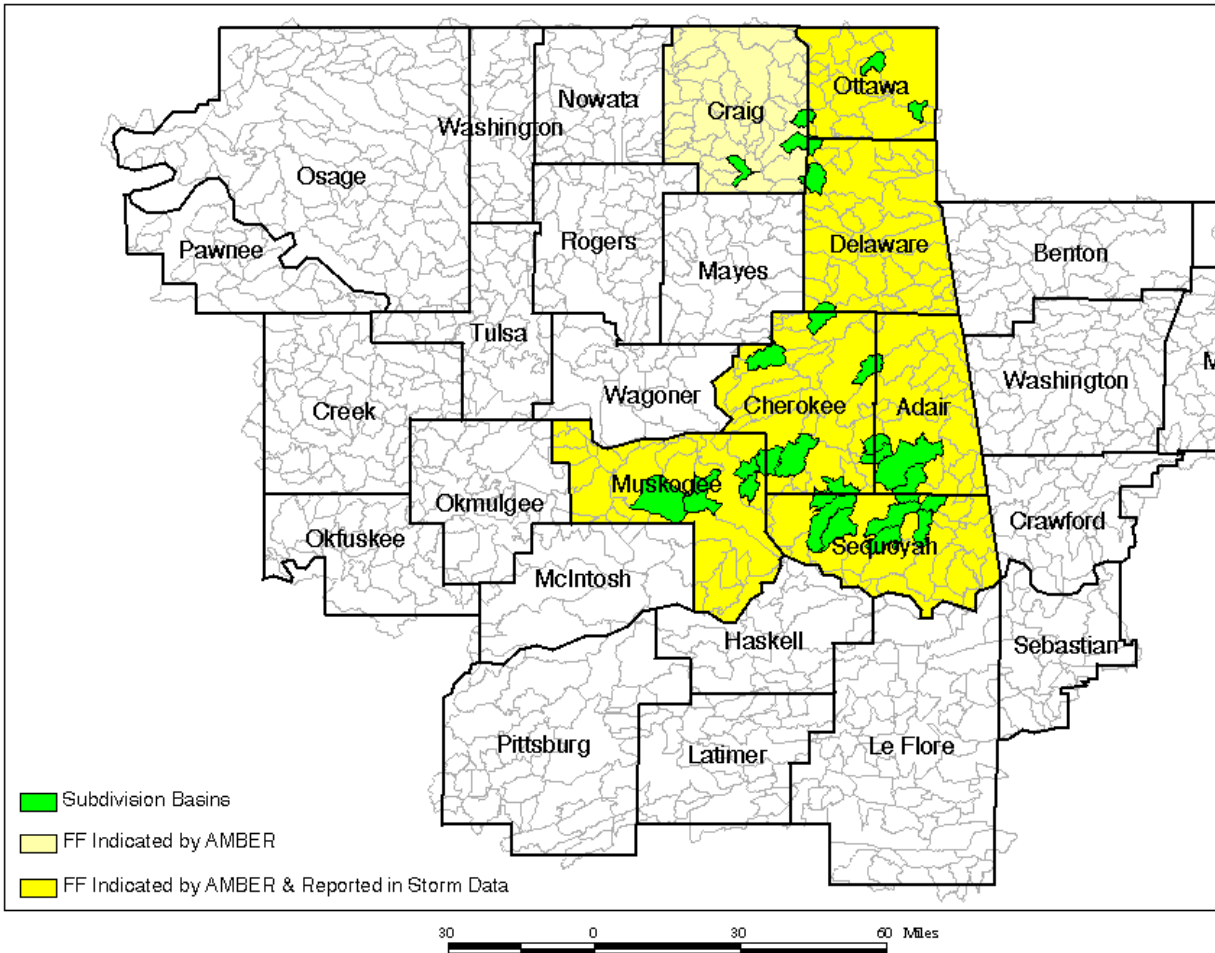 Ottawa
Nowata
Craig
Washington
Osage
Rogers
Delaware
Pawnee
Benton
Mayes
Tulsa
M
Washington
Wagoner
Creek
Cherokee
Adair
Muskogee
Okmulgee
Crawford
Okfuskee
Sequoyah
McIntosh
Haskell
Sebastian
Pittsburg
Latimer
Le Flore
Subdivision Basins
FF Indicated by AMBER
FF Indicated by AMBER & Reported in Storm Data
30 0 30 60 Miles